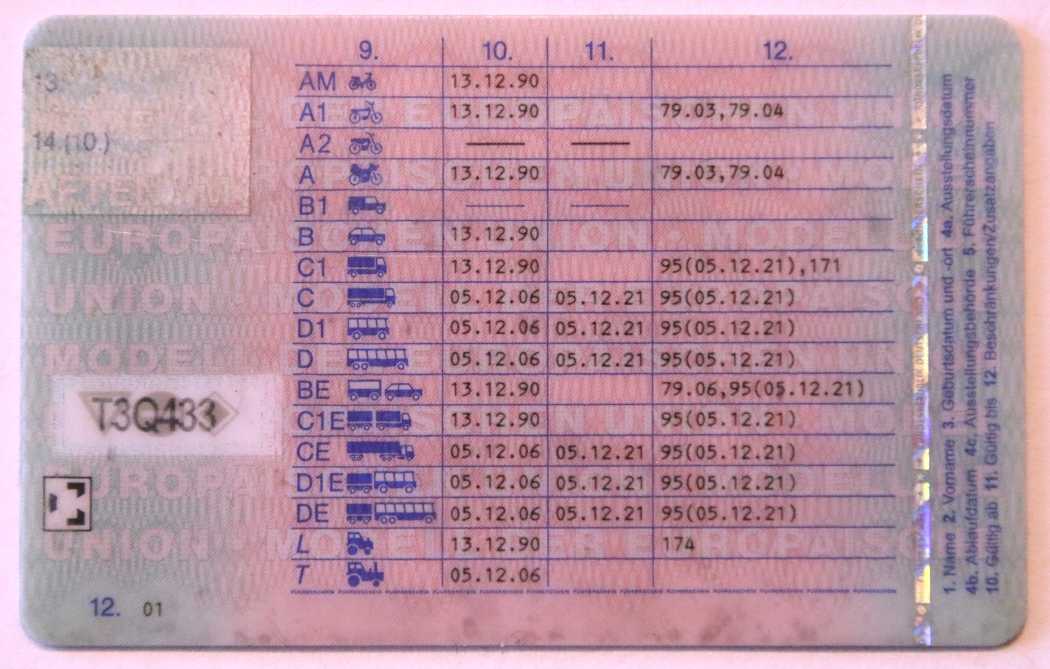 13.
14.(10.)
9. 10. 11. 12.
AM 13.12.90
A1 13.12.90 79.03,79.04
A2
A 13.12.90 79.03,79.04
B1
B 13.12.90
C1 13.12.90 95(05.12.21),171
C 05.12.06 05.12.21 95(05.12.21)
D1 05.12.06 05.12.21 95(05.12.21)
D 05.12.06 05.12.21 95(05.12.21)
BE 13.12.90 79.06,95(05.12.21)
C1E 13.12.90 95(05.12.21)
CE 05.12.06 05.12.21 95(05.12.21)
D1E 05.12.06 05.12.21 95(05.12.21)
DE 05.12.06 05.12.21 95(05.12.21)
L 13.12.90 174
T 05.12.06
T3Q433
12. 01
1. Name 2. Vorname 3. Geburtsdatum und -ort 4a. Ausstellungsdatum
4b. Ablaufdatum 4c. Ausstellungsbehörde 5. Führerscheinnummer
10. Gültig ab 11. Gültig bis 12. Beschränkungen/Zusatzangaben